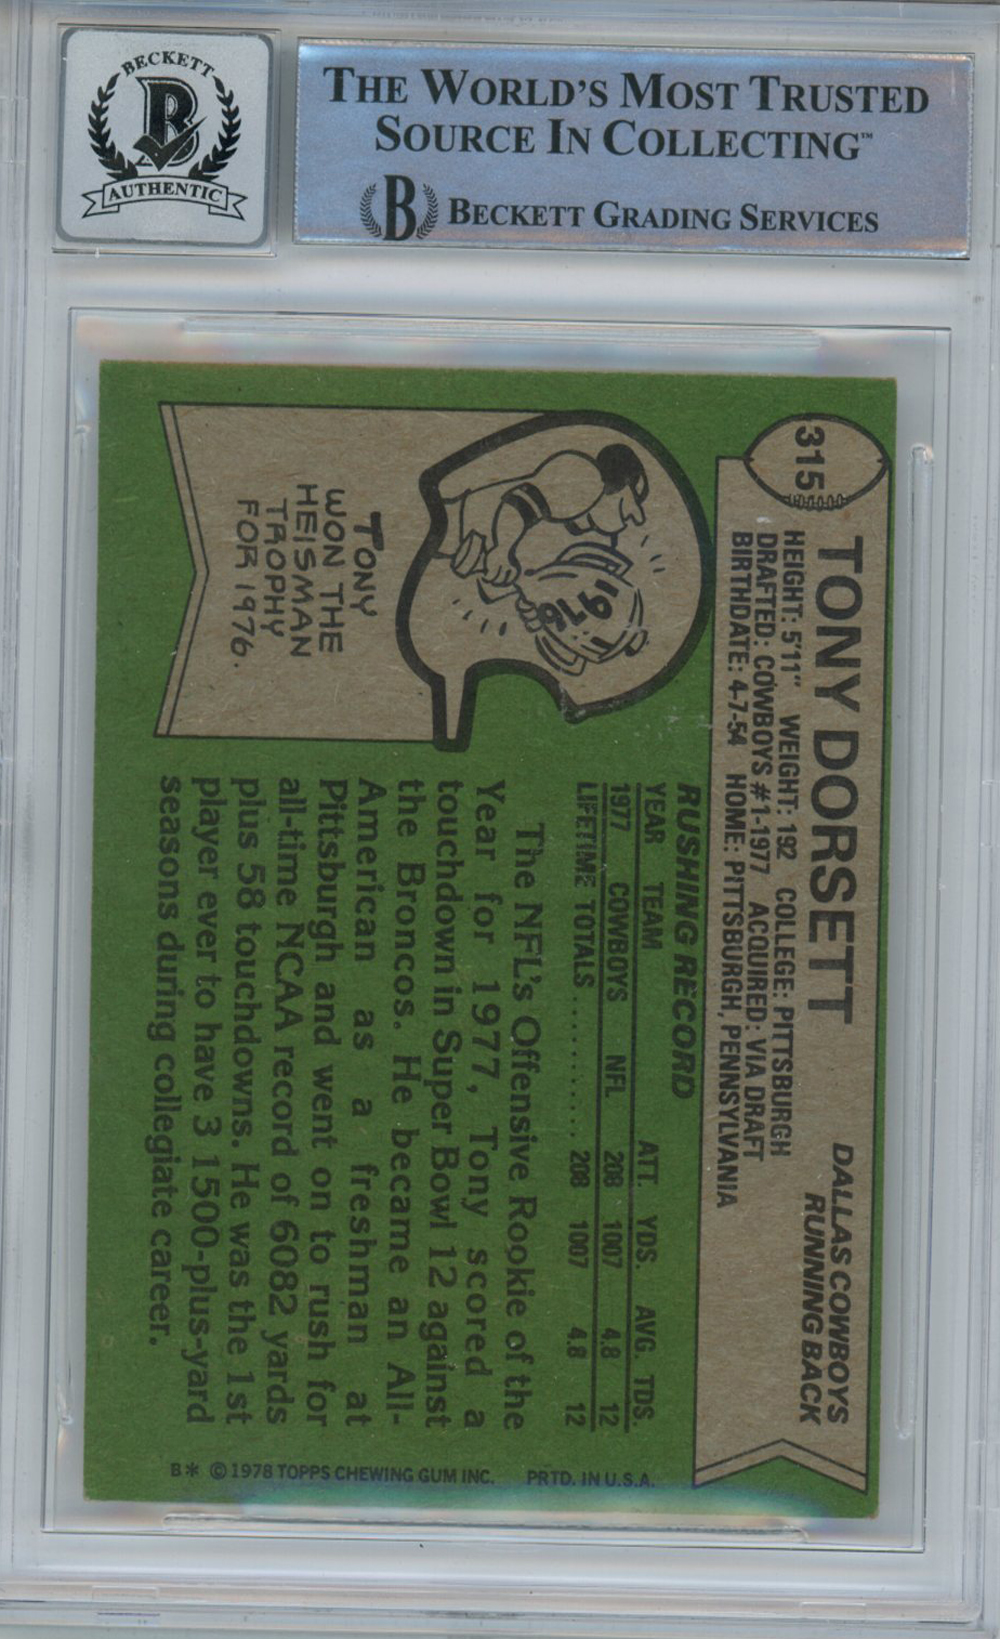 BECKETT
B
AUTHENTIC
THE WORLD'S MOST TRUSTED
SOURCE IN COLLECTING™
B BECKETT GRADING SERVICES
315
TONY DORSETT
DALLAS COWBOYS
RUNNING BACK
HEIGHT: 5'11" WEIGHT: 192 COLLEGE: PITTSBURGH
DRAFTED: COWBOYS #1-1977 ACQUIRED: VIA DRAFT
BIRTHDATE: 4-7-54 HOME: PITTSBURGH, PENNSYLVANIA
1976
TONY
WON THE
HEISMAN
TROPHY
FOR 1976.
RUSHING RECORD
YEAR TEAM ATT. YDS. AVG. TDS.
1977 COWBOYS NFL 208 1007 4.8 12
LIFETIME TOTALS .......... 208 1007 4.8 12
The NFL's Offensive Rookie of the
Year for 1977, Tony scored a
touchdown in Super Bowl 12 against
the Broncos. He became an All-
American as a freshman at
Pittsburgh and went on to rush for
all-time NCAA record of 6082 yards
plus 58 touchdowns. He was the 1st
player ever to have 3 1500-plus-yard
seasons during collegiate career.
B* © 1978 TOPPS CHEWING GUM INC. PRTD. IN U.S.A.